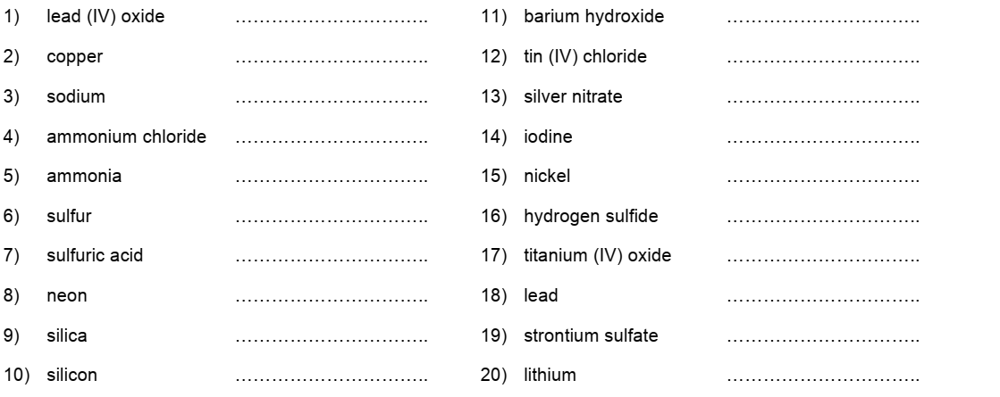 1) lead (IV) oxide ……………………………..
2) copper ……………………………..
3) sodium ……………………………..
4) ammonium chloride ……………………………..
5) ammonia ……………………………..
6) sulfur ……………………………..
7) sulfuric acid ……………………………..
8) neon ……………………………..
9) silica ……………………………..
10) silicon ……………………………..
11) barium hydroxide ……………………………..
12) tin (IV) chloride ……………………………..
13) silver nitrate ……………………………..
14) iodine ……………………………..
15) nickel ……………………………..
16) hydrogen sulfide ……………………………..
17) titanium (IV) oxide ……………………………..
18) lead ……………………………..
19) strontium sulfate ……………………………..
20) lithium ……………………………..